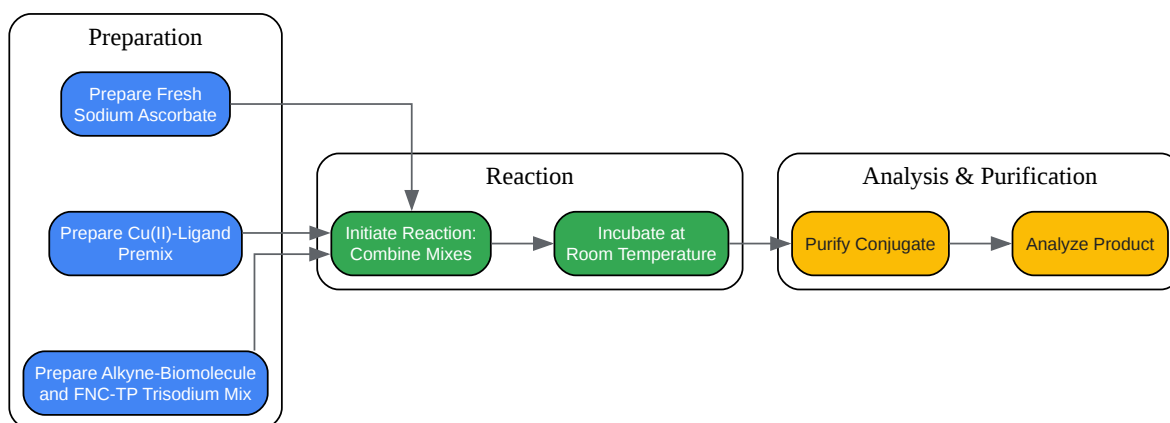 Preparation
Prepare Fresh
Sodium Ascorbate
Prepare Cu(II)-Ligand
Premix
Prepare Alkyne-Biomolecule
and FNC-TP Trisodium Mix
Reaction
Initiate Reaction:
Combine Mixes
Incubate at
Room Temperature
Analysis & Purification
Purify Conjugate
Analyze Product